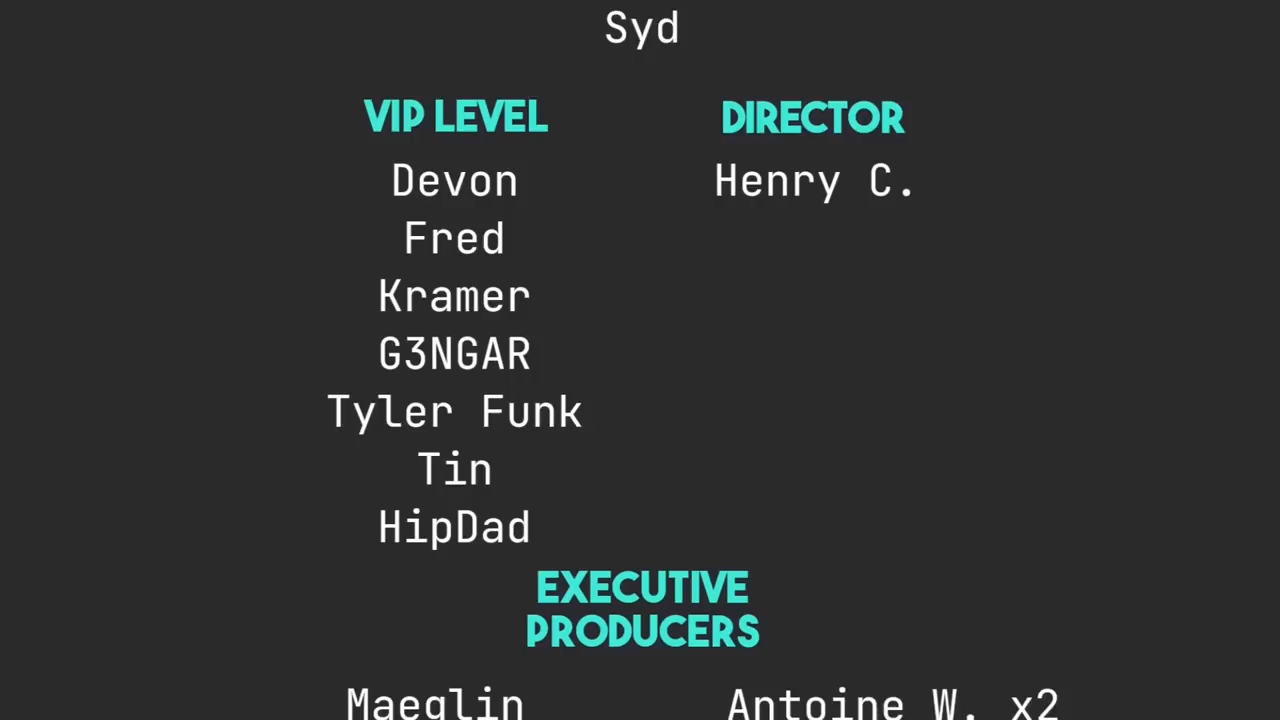 Syd
VIP LEVEL
DIRECTOR
Devon
Henry C.
Fred
Kramer
G3NGAR
Tyler Funk
Tin
HipDad
EXECUTIVE
PRODUCERS
Maeglin
Antoine W. x2